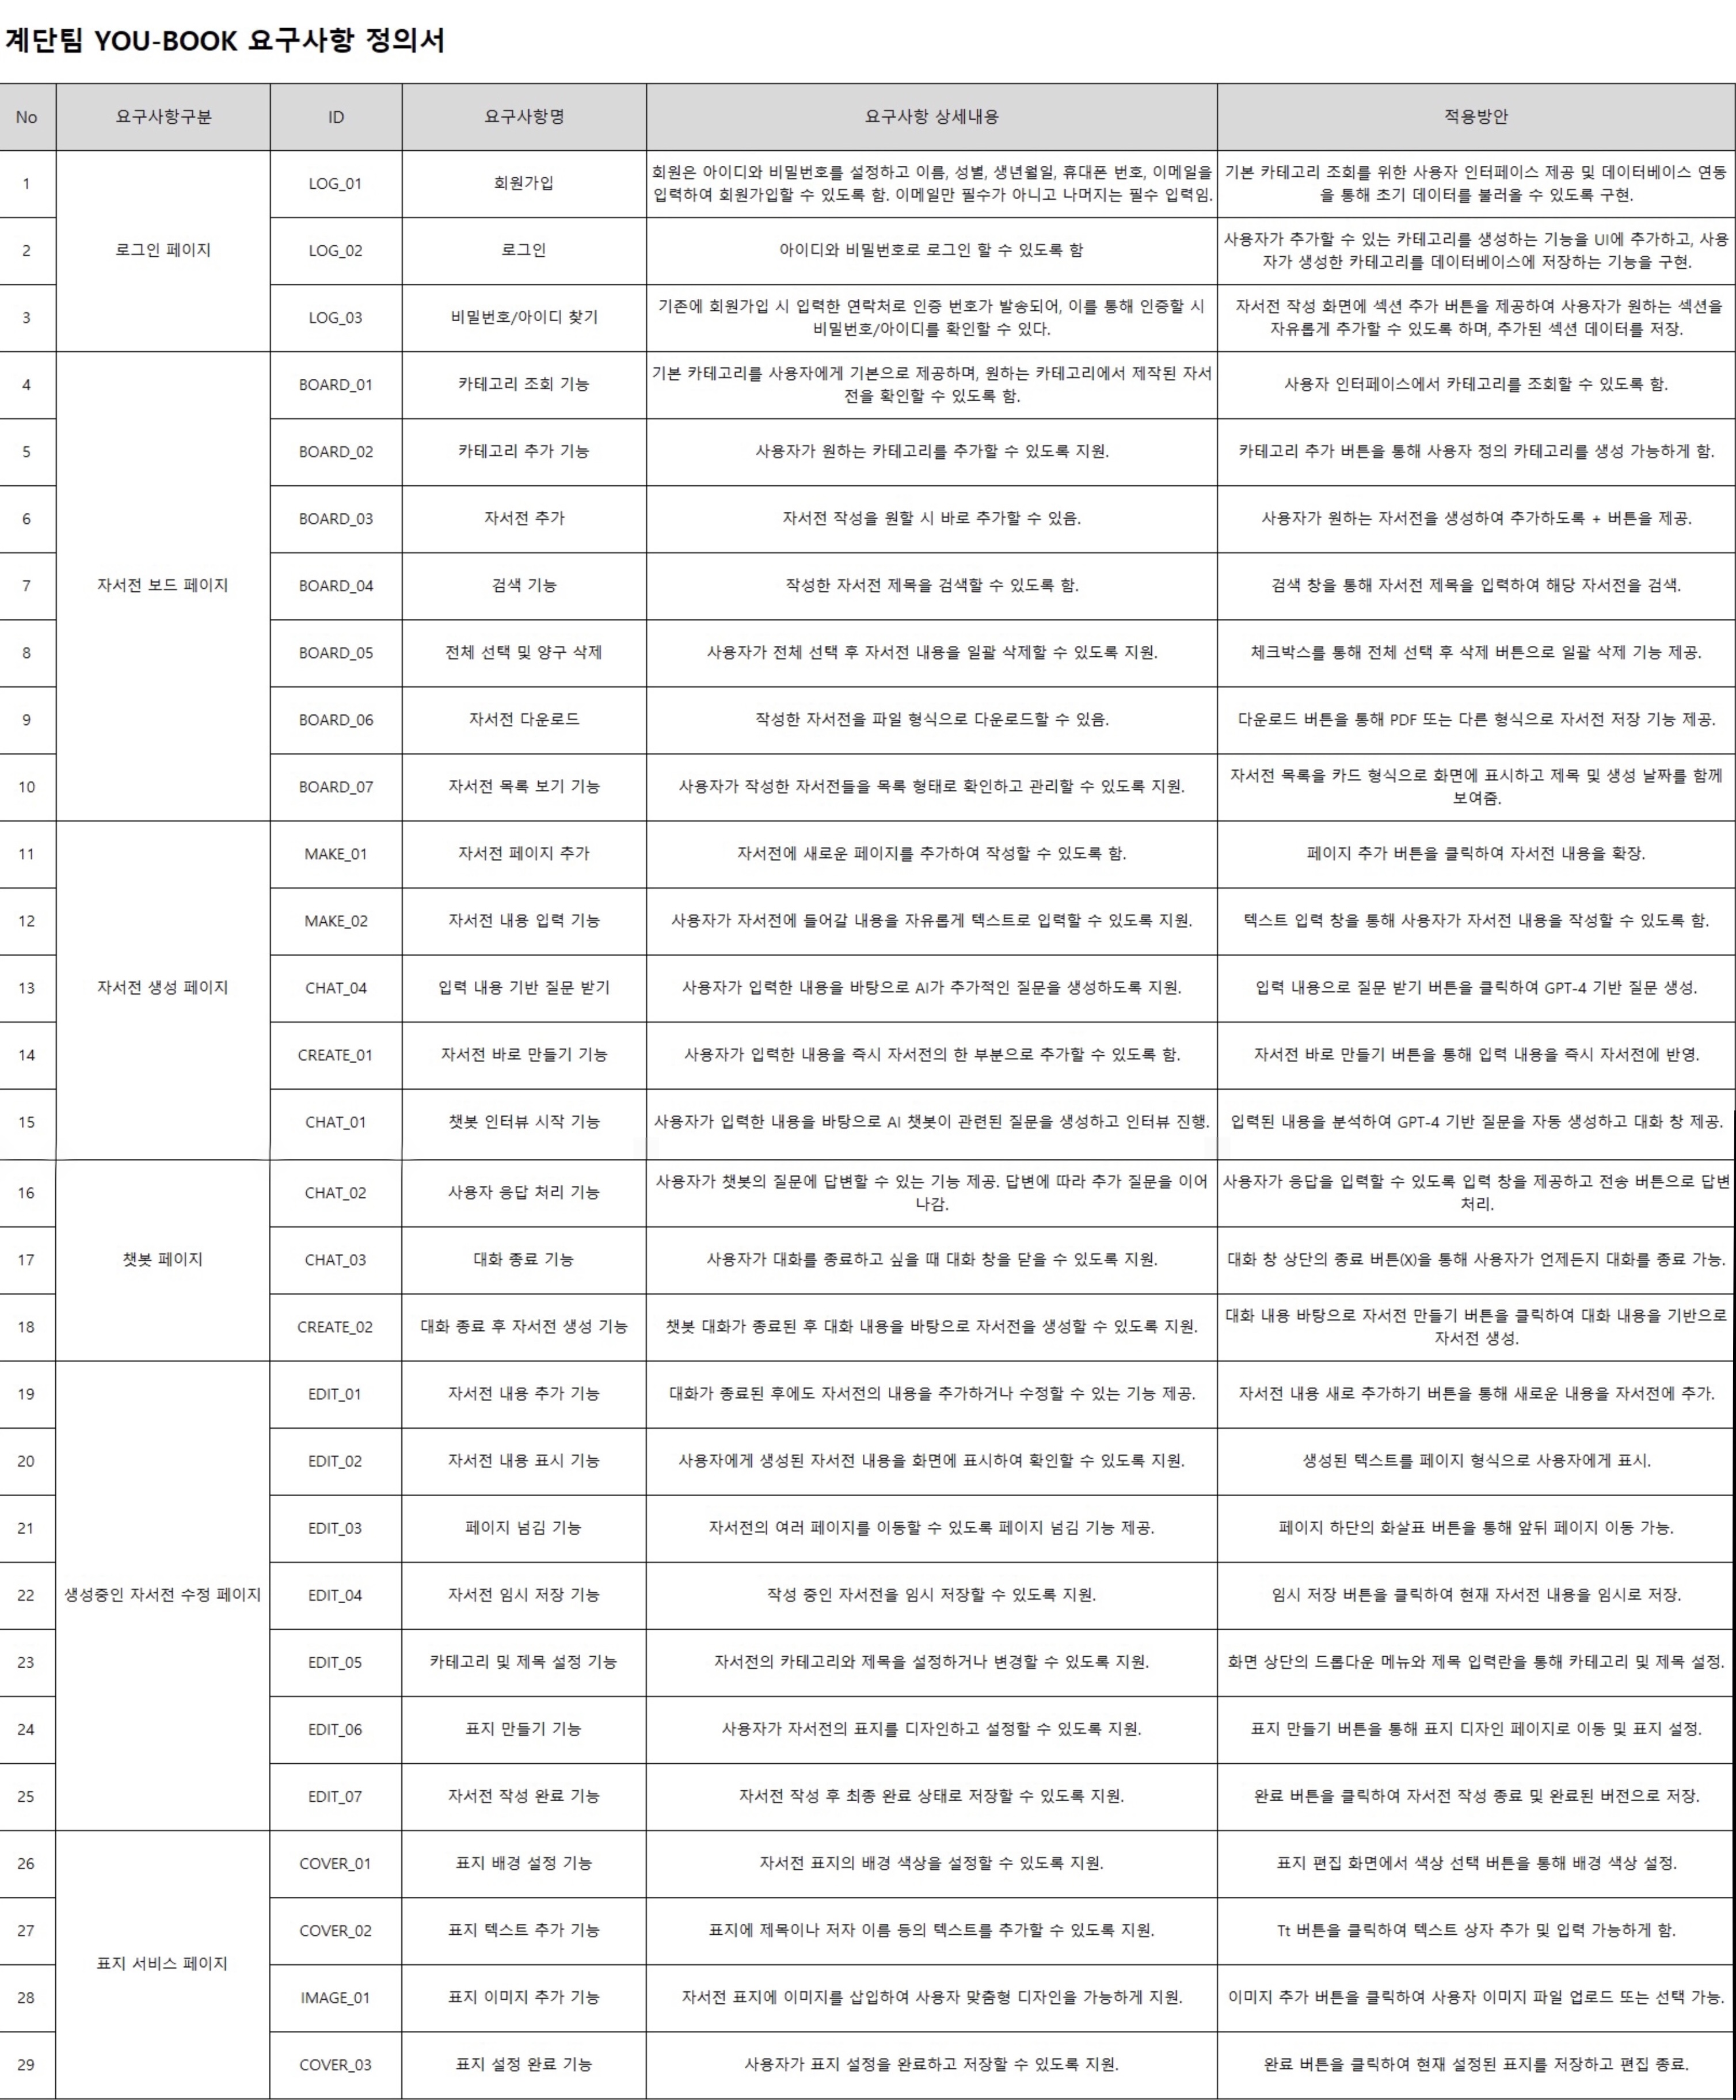 계단팀 YOU-BOOK 요구사항 정의서
No 요구사항구분 ID 요구사항명 요구사항 상세내용 적용방안
1 로그인 페이지 LOG_01 회원가입 회원은 아이디와 비밀번호를 설정하고 이름, 성별, 생년월일, 휴대폰 번호, 이메일을 기본 카테고리 조회를 위한 사용자 인터페이스 제공 및 데이터베이스 연동
입력하여 회원가입할 수 있도록 함. 이메일만 필수가 아니고 나머지는 필수 입력임. 을 통해 초기 데이터를 불러올 수 있도록 구현.
2 LOG_02 로그인 아이디와 비밀번호로 로그인 할 수 있도록 함 사용자가 추가할 수 있는 카테고리를 생성하는 기능을 UI에 추가하고, 사용
자가 생성한 카테고리를 데이터베이스에 저장하는 기능을 구현.
3 LOG_03 비밀번호/아이디 찾기 기존에 회원가입 시 입력한 연락처로 인증 번호가 발송되어, 이를 통해 인증할 시 자서전 작성 화면에 섹션 추가 버튼을 제공하여 사용자가 원하는 섹션을
비밀번호/아이디를 확인할 수 있다. 자유롭게 추가할 수 있도록 하며, 추가된 섹션 데이터를 저장.
4 자서전 보드 페이지 BOARD_01 카테고리 조회 기능 기본 카테고리를 사용자에게 기본으로 제공하며, 원하는 카테고리에서 제작된 자서 사용자 인터페이스에서 카테고리를 조회할 수 있도록 함.
전을 확인할 수 있도록 함.
5 BOARD_02 카테고리 추가 기능 사용자가 원하는 카테고리를 추가할 수 있도록 지원. 카테고리 추가 버튼을 통해 사용자 정의 카테고리를 생성 가능하게 함.
6 BOARD_03 자서전 추가 자서전 작성을 원할 시 바로 추가할 수 있음. 사용자가 원하는 자서전을 생성하여 추가하도록 + 버튼을 제공.
7 BOARD_04 검색 기능 작성한 자서전 제목을 검색할 수 있도록 함. 검색 창을 통해 자서전 제목을 입력하여 해당 자서전을 검색.
8 BOARD_05 전체 선택 및 양구 삭제 사용자가 전체 선택 후 자서전 내용을 일괄 삭제할 수 있도록 지원. 체크박스를 통해 전체 선택 후 삭제 버튼으로 일괄 삭제 기능 제공.
9 BOARD_06 자서전 다운로드 작성한 자서전을 파일 형식으로 다운로드할 수 있음. 다운로드 버튼을 통해 PDF 또는 다른 형식으로 자서전 저장 기능 제공.
10 BOARD_07 자서전 목록 보기 기능 사용자가 작성한 자서전들을 목록 형태로 확인하고 관리할 수 있도록 지원. 자서전 목록을 카드 형식으로 화면에 표시하고 제목 및 생성 날짜를 함께
보여줌.
11 자서전 생성 페이지 MAKE_01 자서전 페이지 추가 자서전에 새로운 페이지를 추가하여 작성할 수 있도록 함. 페이지 추가 버튼을 클릭하여 자서전 내용을 확장.
12 MAKE_02 자서전 내용 입력 기능 사용자가 자서전에 들어갈 내용을 자유롭게 텍스트로 입력할 수 있도록 지원. 텍스트 입력 창을 통해 사용자가 자서전 내용을 작성할 수 있도록 함.
13 CHAT_04 입력 내용 기반 질문 받기 사용자가 입력한 내용을 바탕으로 AI가 추가적인 질문을 생성하도록 지원. 입력 내용으로 질문 받기 버튼을 클릭하여 GPT-4 기반 질문 생성.
14 CREATE_01 자서전 바로 만들기 기능 사용자가 입력한 내용을 즉시 자서전의 한 부분으로 추가할 수 있도록 함. 자서전 바로 만들기 버튼을 통해 입력 내용을 즉시 자서전에 반영.
15 CHAT_01 챗봇 인터뷰 시작 기능 사용자가 입력한 내용을 바탕으로 AI 챗봇이 관련된 질문을 생성하고 인터뷰 진행. 입력된 내용을 분석하여 GPT-4 기반 질문을 자동 생성하고 대화 창 제공.
16 챗봇 페이지 CHAT_02 사용자 응답 처리 기능 사용자가 챗봇의 질문에 답변할 수 있는 기능 제공. 답변에 따라 추가 질문을 이어 사용자가 응답을 입력할 수 있도록 입력 창을 제공하고 전송 버튼으로 답변
나감. 처리.
17 CHAT_03 대화 종료 기능 사용자가 대화를 종료하고 싶을 때 대화 창을 닫을 수 있도록 지원. 대화 창 상단의 종료 버튼(X)을 통해 사용자가 언제든지 대화를 종료 가능.
18 CREATE_02 대화 종료 후 자서전 생성 기능 챗봇 대화가 종료된 후 대화 내용을 바탕으로 자서전을 생성할 수 있도록 지원. 대화 내용 바탕으로 자서전 만들기 버튼을 클릭하여 대화 내용을 기반으로
자서전 생성.
19 생성중인 자서전 수정 페이지 EDIT_01 자서전 내용 추가 기능 대화가 종료된 후에도 자서전의 내용을 추가하거나 수정할 수 있는 기능 제공. 자서전 내용 새로 추가하기 버튼을 통해 새로운 내용을 자서전에 추가.
20 EDIT_02 자서전 내용 표시 기능 사용자에게 생성된 자서전 내용을 화면에 표시하여 확인할 수 있도록 지원. 생성된 텍스트를 페이지 형식으로 사용자에게 표시.
21 EDIT_03 페이지 넘김 기능 자서전의 여러 페이지를 이동할 수 있도록 페이지 넘김 기능 제공. 페이지 하단의 화살표 버튼을 통해 앞뒤 페이지 이동 가능.
22 EDIT_04 자서전 임시 저장 기능 작성 중인 자서전을 임시 저장할 수 있도록 지원. 임시 저장 버튼을 클릭하여 현재 자서전 내용을 임시로 저장.
23 EDIT_05 카테고리 및 제목 설정 기능 자서전의 카테고리와 제목을 설정하거나 변경할 수 있도록 지원. 화면 상단의 드롭다운 메뉴와 제목 입력란을 통해 카테고리 및 제목 설정.
24 EDIT_06 표지 만들기 기능 사용자가 자서전의 표지를 디자인하고 설정할 수 있도록 지원. 표지 만들기 버튼을 통해 표지 디자인 페이지로 이동 및 표지 설정.
25 EDIT_07 자서전 작성 완료 기능 자서전 작성 후 최종 완료 상태로 저장할 수 있도록 지원. 완료 버튼을 클릭하여 자서전 작성 종료 및 완료된 버전으로 저장.
26 표지 서비스 페이지 COVER_01 표지 배경 설정 기능 자서전 표지의 배경 색상을 설정할 수 있도록 지원. 표지 편집 화면에서 색상 선택 버튼을 통해 배경 색상 설정.
27 COVER_02 표지 텍스트 추가 기능 표지에 제목이나 저자 이름 등의 텍스트를 추가할 수 있도록 지원. Tt 버튼을 클릭하여 텍스트 상자 추가 및 입력 가능하게 함.
28 IMAGE_01 표지 이미지 추가 기능 자서전 표지에 이미지를 삽입하여 사용자 맞춤형 디자인을 가능하게 지원. 이미지 추가 버튼을 클릭하여 사용자 이미지 파일 업로드 또는 선택 가능.
29 COVER_03 표지 설정 완료 기능 사용자가 표지 설정을 완료하고 저장할 수 있도록 지원. 완료 버튼을 클릭하여 현재 설정된 표지를 저장하고 편집 종료.